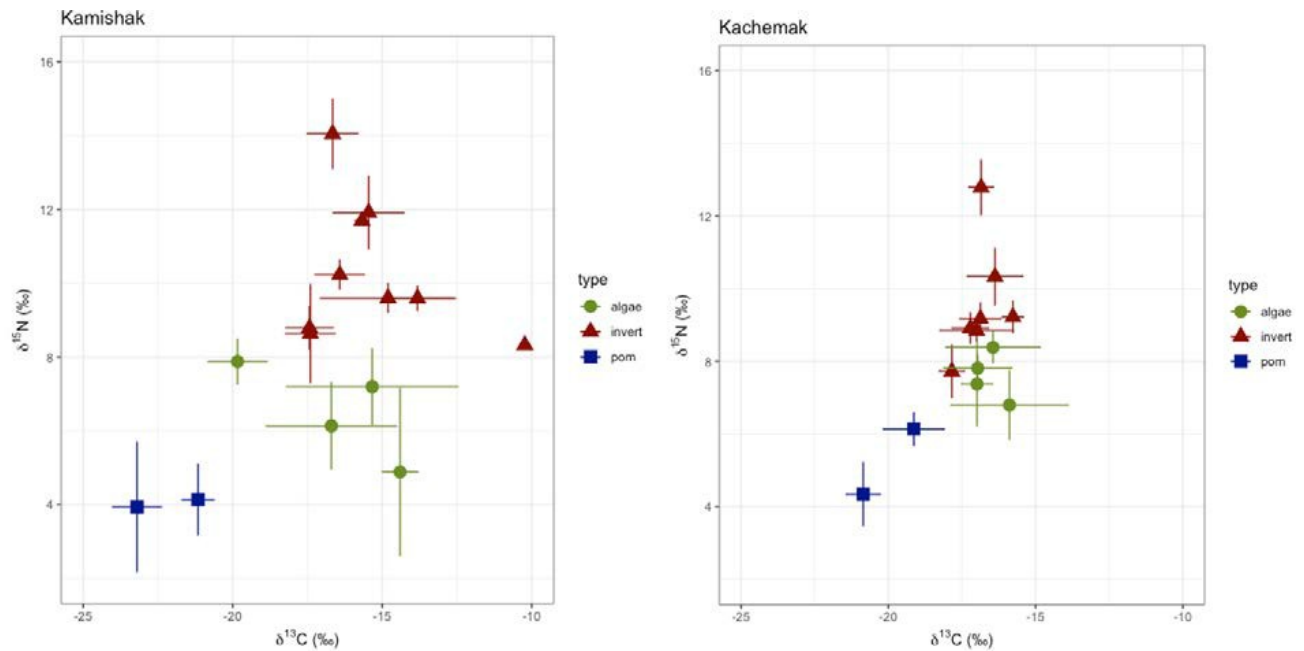 Kamishak
16
12
8
4
-25
-20
-15
-10
δ15N (‰)
δ13C (‰)
type
algae
invert
pom
Kachemak
16
12
8
4
-25
-20
-15
-10
δ15N (‰)
δ13C (‰)
type
algae
invert
pom